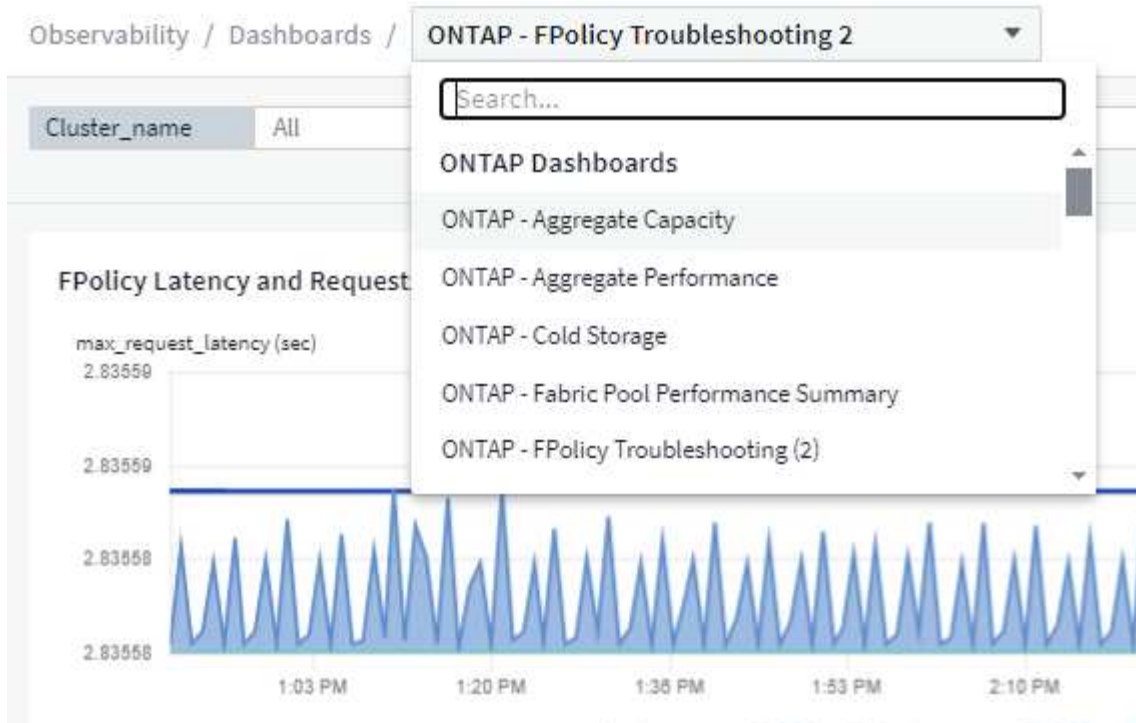 Observability / Dashboards / ONTAP - FPolicy Troubleshooting 2
Search...
Cluster_name All
ONTAP Dashboards
ONTAP - Aggregate Capacity
ONTAP - Aggregate Performance
ONTAP - Cold Storage
ONTAP - Fabric Pool Performance Summary
ONTAP - FPolicy Troubleshooting (2)
FPolicy Latency and Request
max_request_latency (sec)
2.83559
2.83559
2.83558
2.83558
1:03 PM 1:20 PM 1:36 PM 1:53 PM 2:10 PM